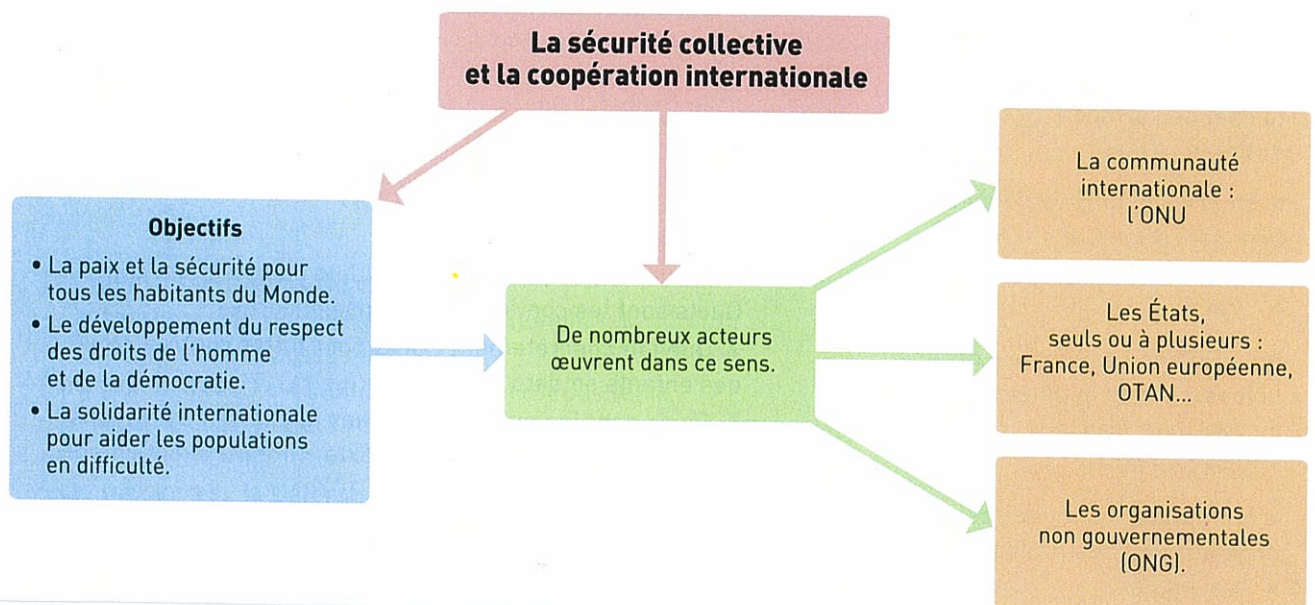 La sécurité collective
et la coopération internationale
Objectifs
• La paix et la sécurité pour
tous les habitants du Monde.
• Le développement du respect
des droits de l'homme
et de la démocratie.
• La solidarité internationale
pour aider les populations
en difficulté.
De nombreux acteurs
œuvrent dans ce sens.
La communauté
internationale :
l'ONU
Les États,
seuls ou à plusieurs :
France, Union européenne,
OTAN...
Les organisations
non gouvernementales
(ONG).